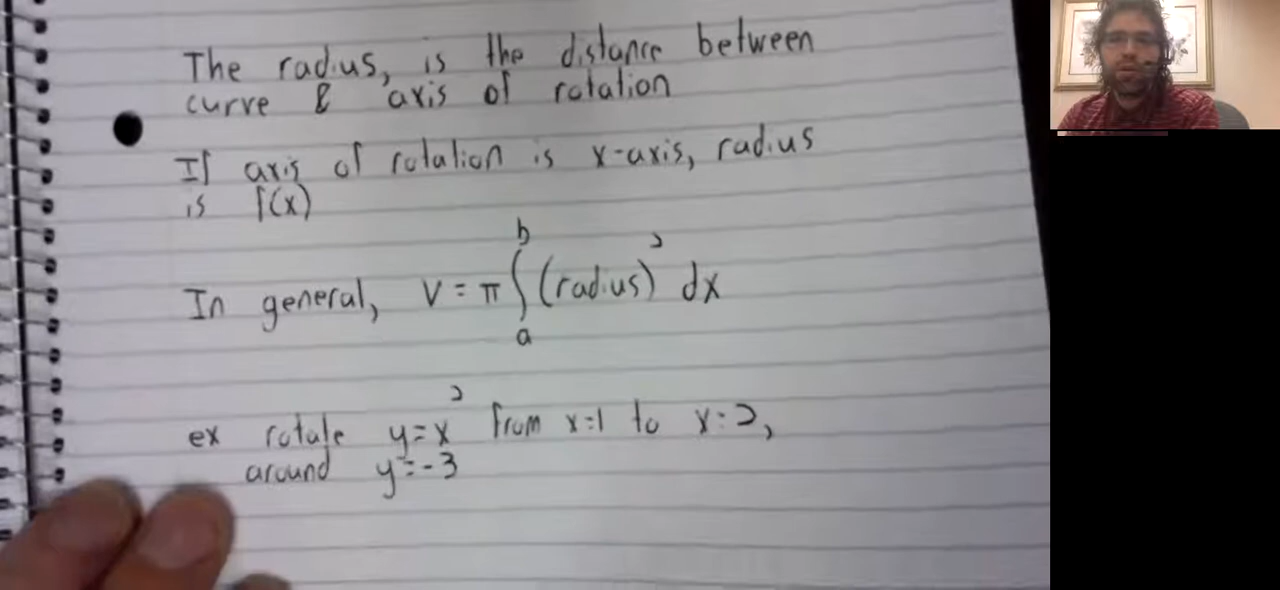 The radius, is the distance between
curve & axis of rotation
If axis of rotation is x-axis, radius
is f(x)
In general, V = π∫ₐᵇ (radius)² dx
ex rotate y=x² from x=1 to x=2,
around y=-3